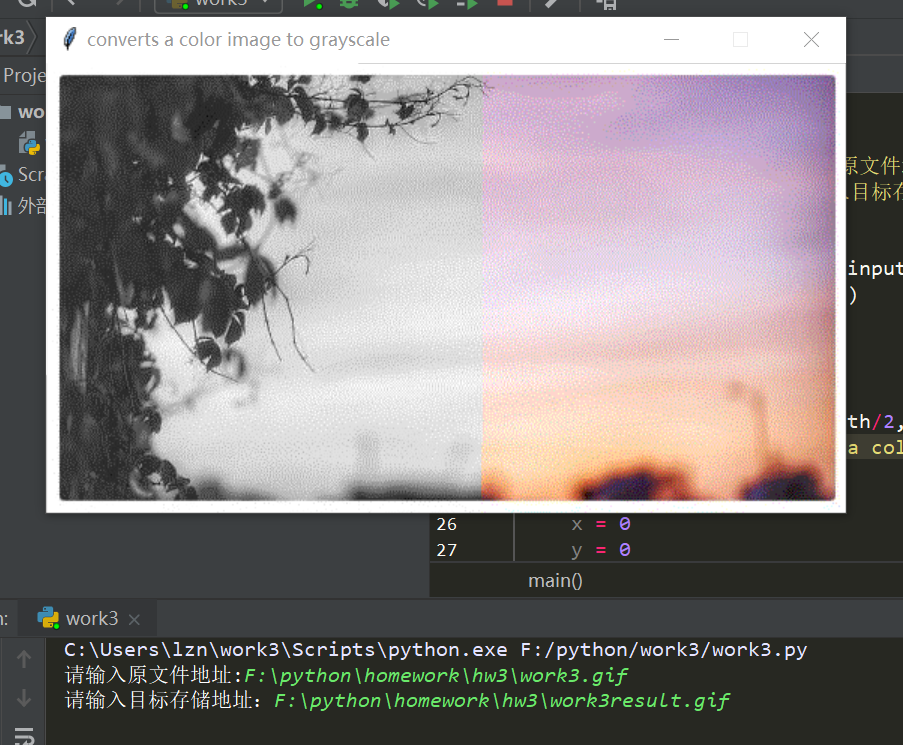 work3
rk3
converts a color image to grayscale
Proje
wo
Scra
外部
原文件
目标存
input
)
th/2,
a col
26 x = 0
27 y = 0
main()
n: work3 ×
C:\Users\lzn\work3\Scripts\python.exe F:/python/work3/work3.py
请输入原文件地址:F:\python\homework\hw3\work3.gif
请输入目标存储地址：F:\python\homework\hw3\work3result.gif